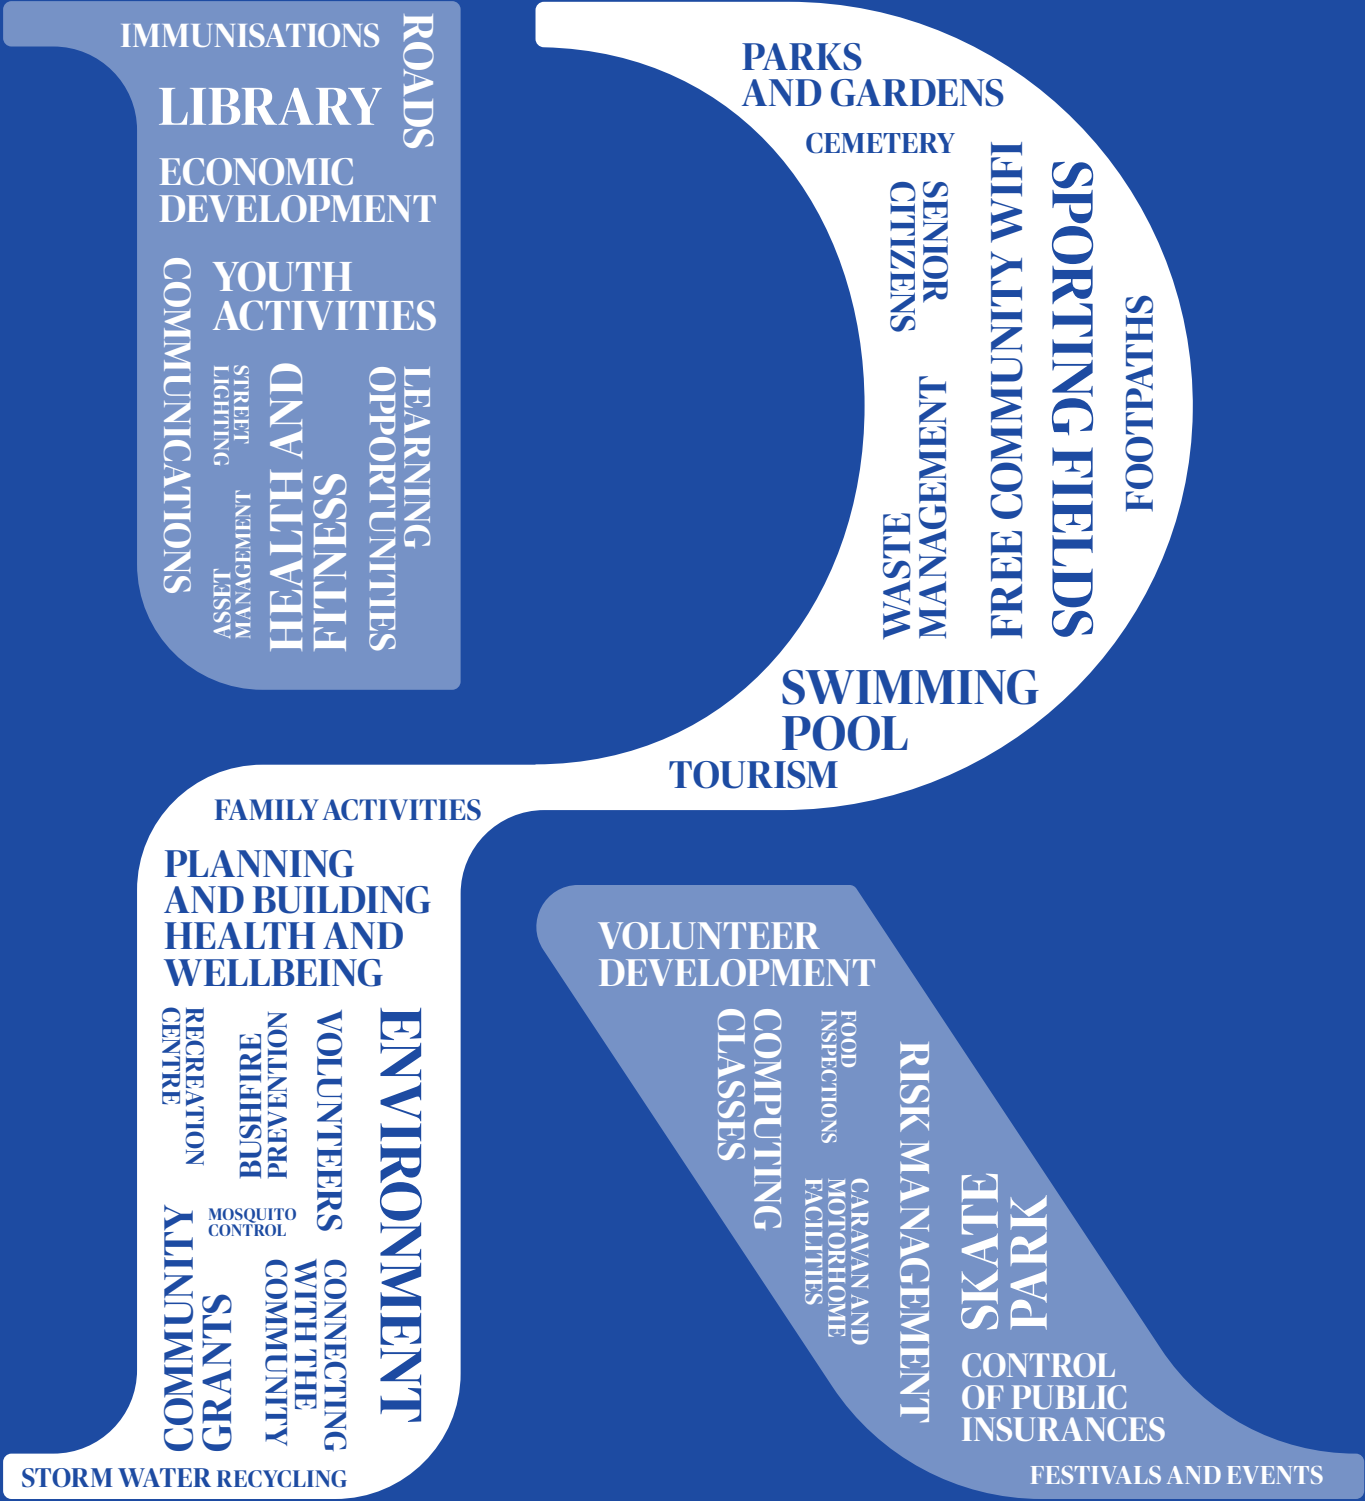 IMMUNISATIONS
ROADS
LIBRARY
ECONOMIC
DEVELOPMENT
COMMUNICATIONS
YOUTH
ACTIVITIES
STREET
LIGHTING
ASSET
MANAGEMENT
HEALTH AND
FITNESS
LEARNING
OPPORTUNITIES
PARKS
AND GARDENS
CEMETERY
SENIOR
CITIZENS
WASTE
MANAGEMENT
FREE COMMUNITY WIFI
SPORTING FIELDS
FOOTPATHS
SWIMMING
POOL
TOURISM
FAMILY ACTIVITIES
PLANNING
AND BUILDING
HEALTH AND
WELLBEING
RECREATION
CENTRE
BUSHFIRE
PREVENTION
VOLUNTEERS
ENVIRONMENT
MOSQUITO
CONTROL
COMMUNITY
GRANTS
CONNECTING
WITH THE
COMMUNITY
STORM WATER RECYCLING
VOLUNTEER
DEVELOPMENT
COMPUTING
CLASSES
FOOD
INSPECTIONS
CARAVAN AND
MOTORHOME
FACILITIES
RISK MANAGEMENT
SKATE
PARK
CONTROL
OF PUBLIC
INSURANCES
FESTIVALS AND EVENTS